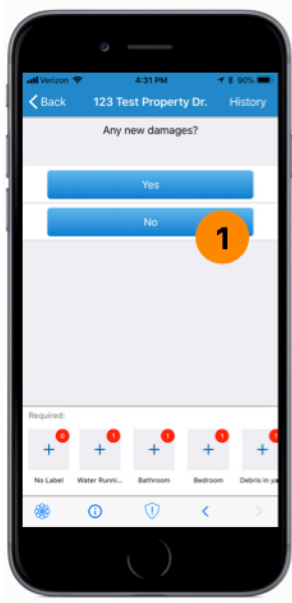 Verizon 4:31 PM 90%
Back 123 Test Property Dr. History
Any new damages?
Yes
No
1
Required:
0 1 1 1 1
No Label Water Runni... Bathroom Bedroom Debris in ya